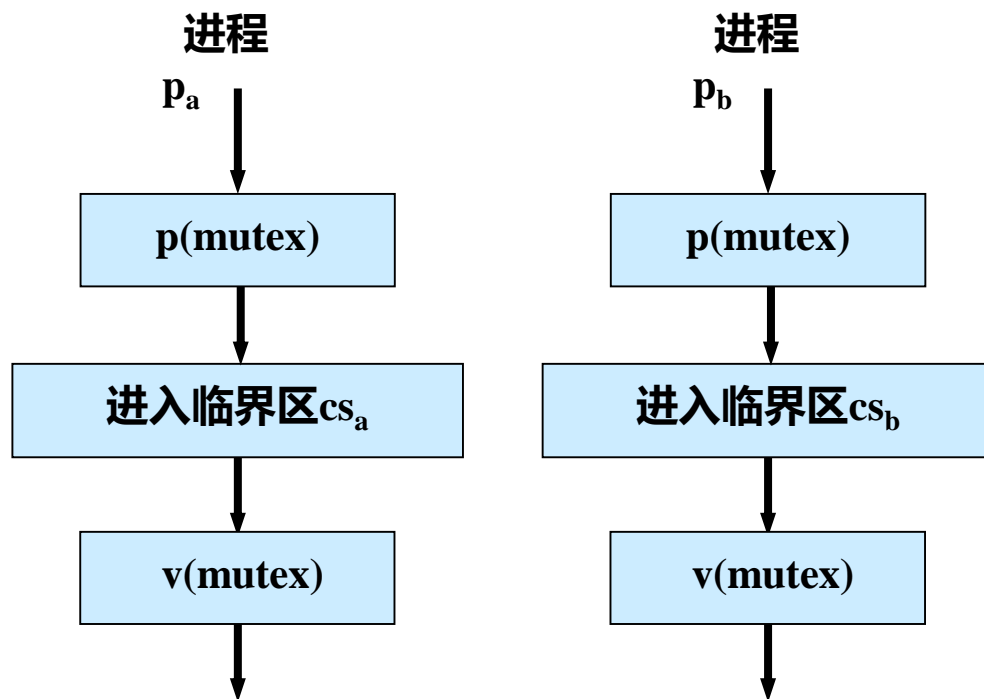 进程
pa
p(mutex)
进入临界区csa
v(mutex)
进程
pb
p(mutex)
进入临界区csb
v(mutex)